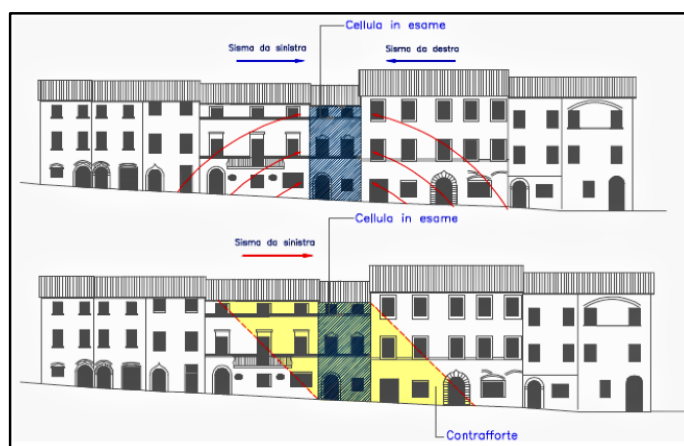 Cellula in esame
Sisma da sinistra
Sisma da destra
Cellula in esame
Sisma da sinistra
Contrafforte